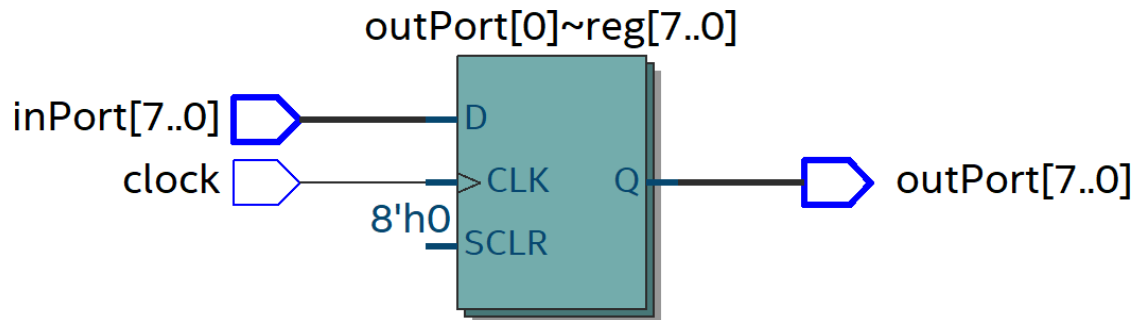 outPort[0]~reg[7..0]
inPort[7..0]
D
clock
CLK
Q
outPort[7..0]
8'h0
SCLR